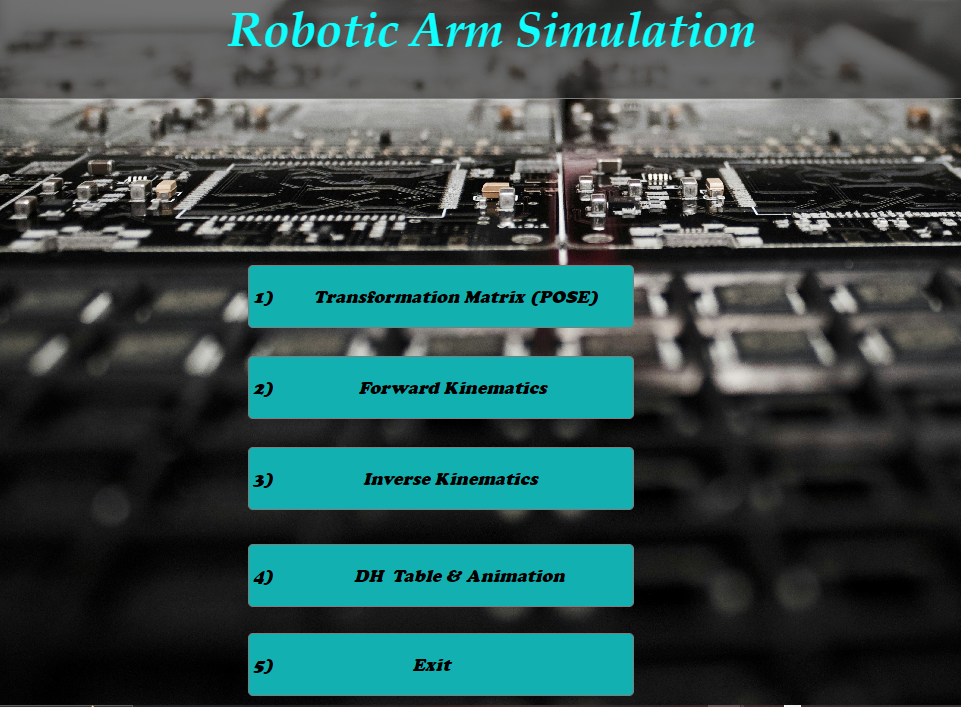 Robotic Arm Simulation
1) Transformation Matrix (POSE)
2) Forward Kinematics
3) Inverse Kinematics
4) DH Table & Animation
5) Exit